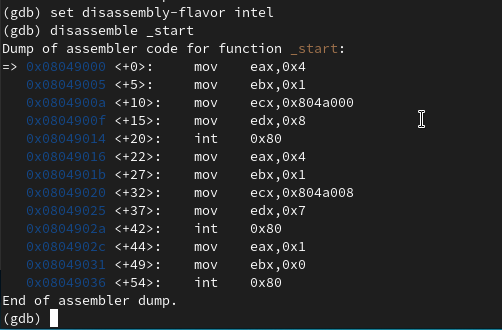 (gdb) set disassembly-flavor intel
(gdb) disassemble _start
Dump of assembler code for function _start:
=> 0x08049000 <+0>:     mov    eax,0x4
   0x08049005 <+5>:     mov    ebx,0x1
   0x0804900a <+10>:    mov    ecx,0x804a000
   0x0804900f <+15>:    mov    edx,0x8
   0x08049014 <+20>:    int    0x80
   0x08049016 <+22>:    mov    eax,0x4
   0x0804901b <+27>:    mov    ebx,0x1
   0x08049020 <+32>:    mov    ecx,0x804a008
   0x08049025 <+37>:    mov    edx,0x7
   0x0804902a <+42>:    int    0x80
   0x0804902c <+44>:    mov    eax,0x1
   0x08049031 <+49>:    mov    ebx,0x0
   0x08049036 <+54>:    int    0x80
End of assembler dump.
(gdb)